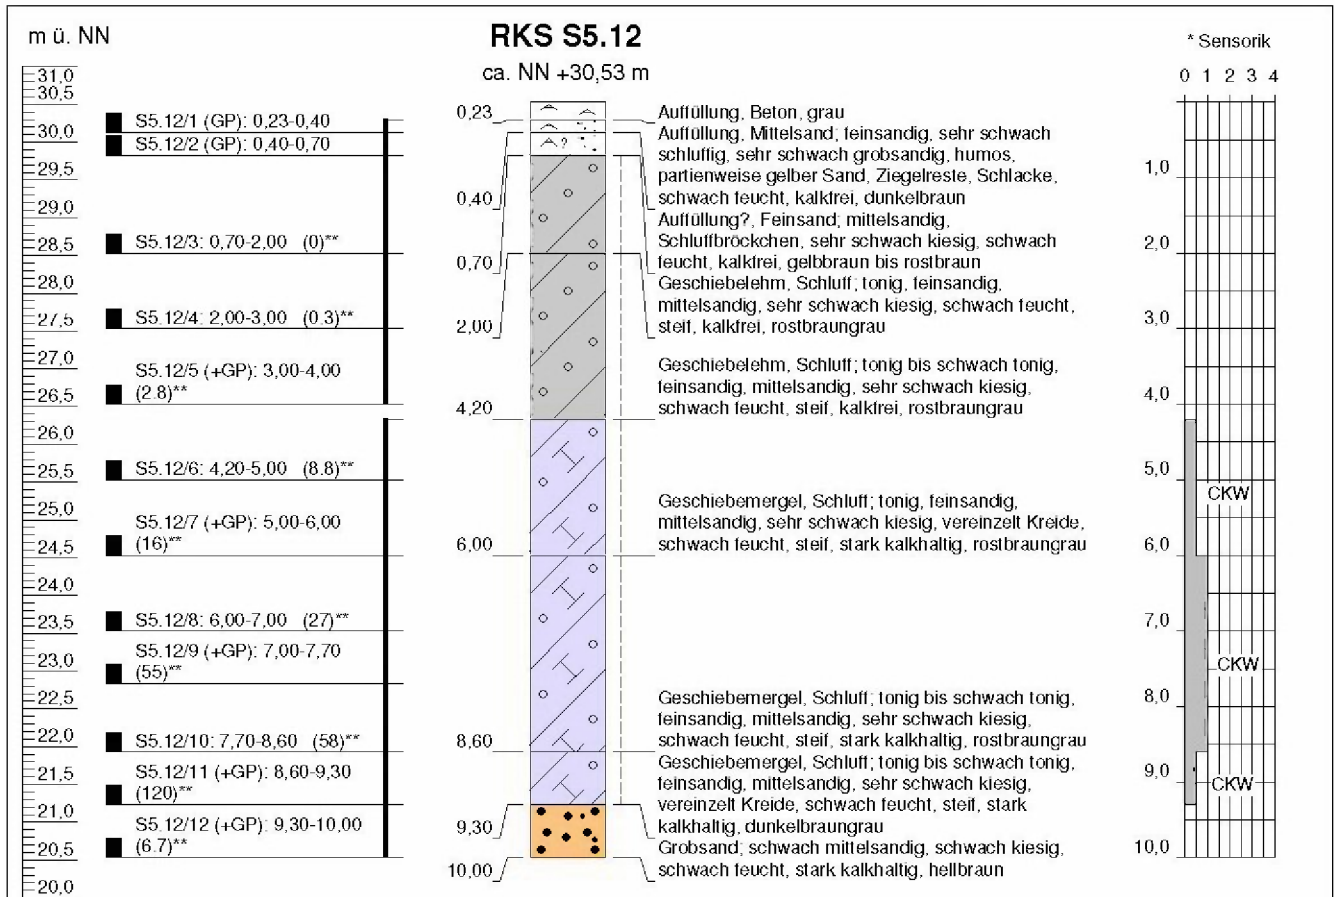 m ü. NN
RKS S5.12
ca. NN +30,53 m
* Sensorik
0 1 2 3 4
31,0
30,5
30,0
29,5
29,0
28,5
28,0
27,5
27,0
26,5
26,0
25,5
25,0
24,5
24,0
23,5
23,0
22,5
22,0
21,5
21,0
20,5
20,0
S5.12/1 (GP): 0,23-0,40
S5.12/2 (GP): 0,40-0,70
S5.12/3: 0,70-2,00 (0)**
S5.12/4: 2,00-3,00 (0.3)**
S5.12/5 (+GP): 3,00-4,00
(2.8)**
S5.12/6: 4,20-5,00 (8.8)**
S5.12/7 (+GP): 5,00-6,00
(16)**
S5.12/8: 6,00-7,00 (27)**
S5.12/9 (+GP): 7,00-7,70
(55)**
S5.12/10: 7,70-8,60 (58)**
S5.12/11 (+GP): 8,60-9,30
(120)**
S5.12/12 (+GP): 9,30-10,00
(6.7)**
0,23
0,40
0,70
2,00
4,20
6,00
8,60
9,30
10,00
?
Auffüllung, Beton, grau
Auffüllung, Mittelsand; feinsandig, sehr schwach
schluffig, sehr schwach grobsandig, humos,
partienweise gelber Sand, Ziegelreste, Schlacke,
schwach feucht, kalkfrei, dunkelbraun
Auffüllung?, Feinsand; mittelsandig,
Schluffbröckchen, sehr schwach kiesig, schwach
feucht, kalkfrei, gelbbraun bis rostbraun
Geschiebelehm, Schluff; tonig, feinsandig,
mittelsandig, sehr schwach kiesig, schwach feucht,
steif, kalkfrei, rostbraungrau
Geschiebelehm, Schluff; tonig bis schwach tonig,
feinsandig, mittelsandig, sehr schwach kiesig,
schwach feucht, steif, kalkfrei, rostbraungrau
Geschiebemergel, Schluff; tonig, feinsandig,
mittelsandig, sehr schwach kiesig, vereinzelt Kreide,
schwach feucht, steif, stark kalkhaltig, rostbraungrau
Geschiebemergel, Schluff; tonig bis schwach tonig,
feinsandig, mittelsandig, sehr schwach kiesig,
schwach feucht, steif, stark kalkhaltig, rostbraungrau
Geschiebemergel, Schluff; tonig bis schwach tonig,
feinsandig, mittelsandig, sehr schwach kiesig,
vereinzelt Kreide, schwach feucht, steif, stark
kalkhaltig, dunkelbraungrau
Grobsand; schwach mittelsandig, schwach kiesig,
schwach feucht, stark kalkhaltig, hellbraun
1,0
2,0
3,0
4,0
5,0
6,0
7,0
8,0
9,0
10,0
CKW
CKW
CKW